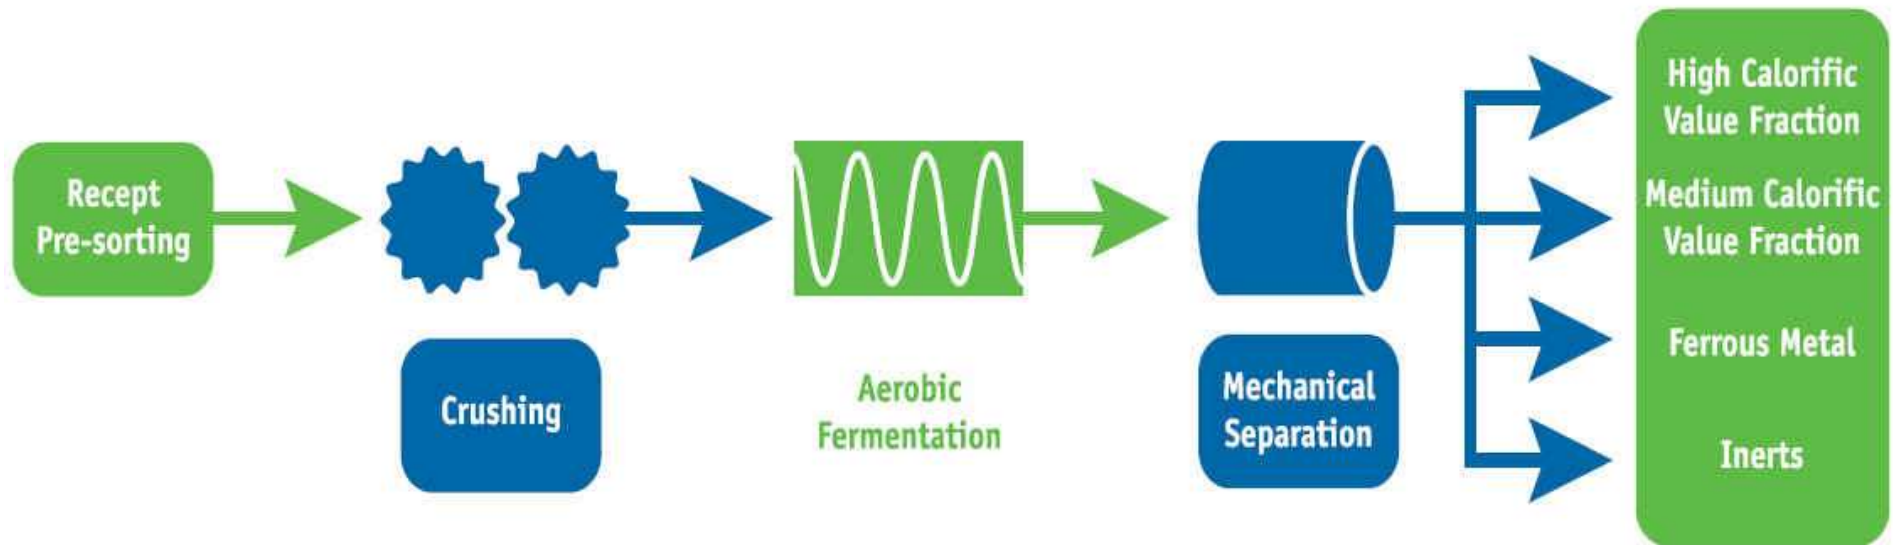 Recept
Pre-sorting
Crushing
Aerobic
Fermentation
Mechanical
Separation
High Calorific
Value Fraction
Medium Calorific
Value Fraction
Ferrous Metal
Inerts